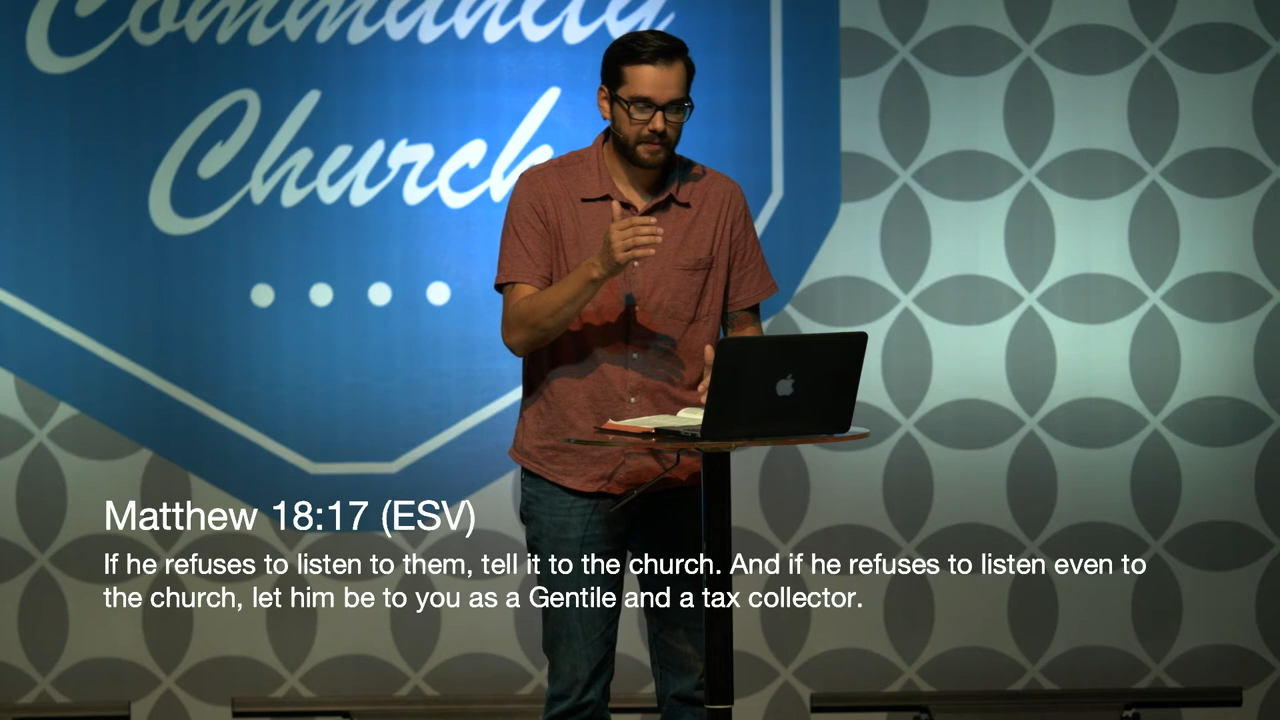 Community
Church
Matthew 18:17 (ESV)
If he refuses to listen to them, tell it to the church. And if he refuses to listen even to
the church, let him be to you as a Gentile and a tax collector.